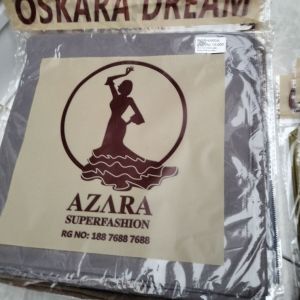 OSKARA DREAM
AZARA
SUPERFASHION
RG NO: 188 7688 7688